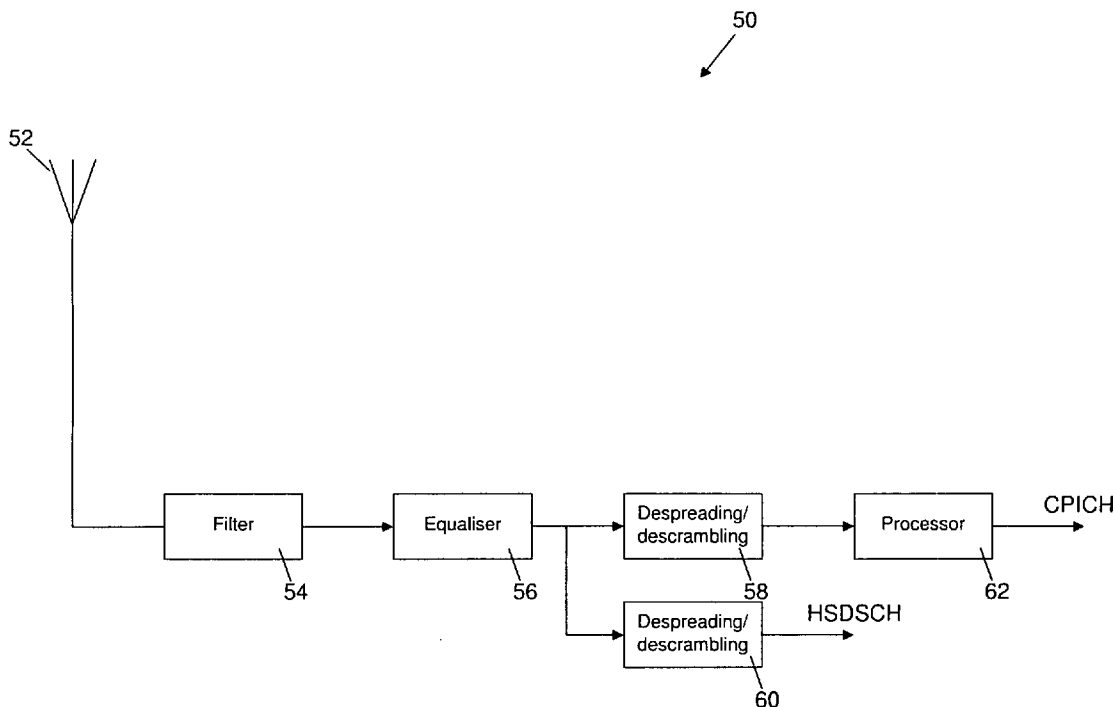 50
52
Filter
54
Equaliser
56
Despreading/
descrambling
58
Processor
62
CPICH
Despreading/
descrambling
60
HSDSCH